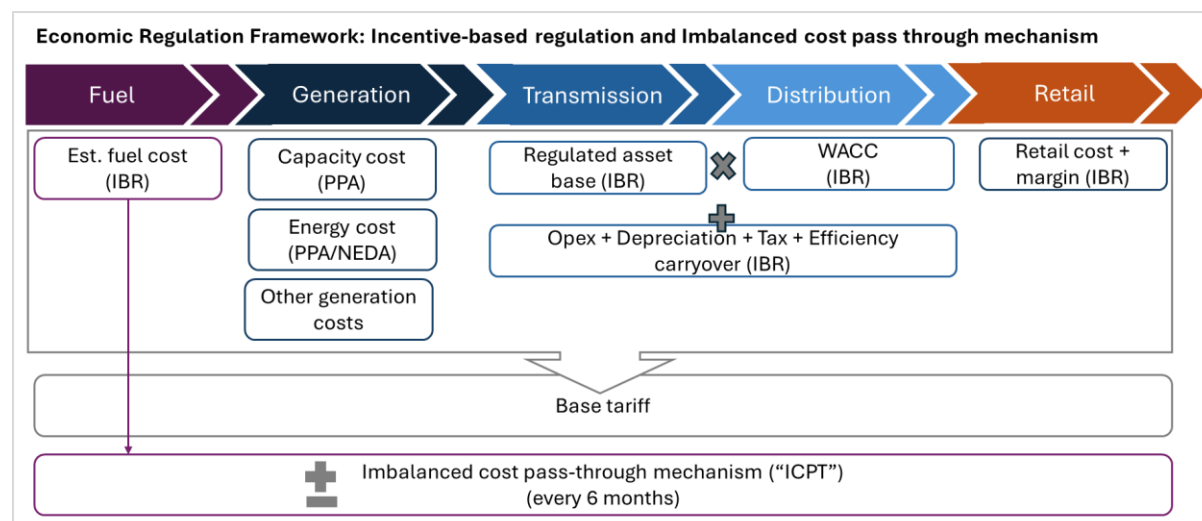 Economic Regulation Framework: Incentive-based regulation and Imbalanced cost pass through mechanism
Fuel
Generation
Transmission
Distribution
Retail
Est. fuel cost
(IBR)
Capacity cost
(PPA)
Energy cost
(PPA/NEDA)
Other generation
costs
Regulated asset
base (IBR)
WACC
(IBR)
Opex + Depreciation + Tax + Efficiency
carryover (IBR)
Retail cost +
margin (IBR)
Base tariff
Imbalanced cost pass-through mechanism (“ICPT”)
(every 6 months)